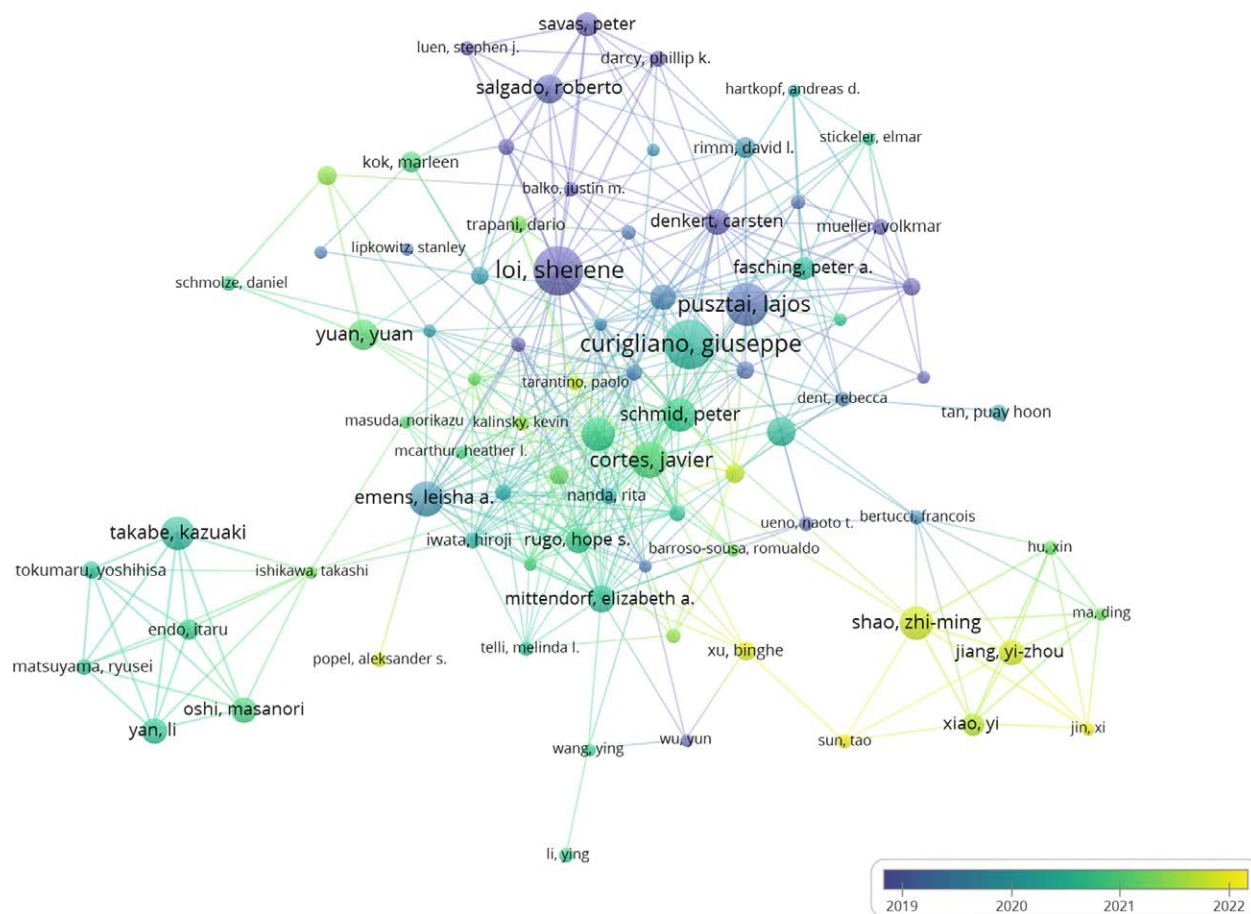 savas, peter
luen, stephen j.
darcy, phillip k.
salgado, roberto
hartkopf, andreas d.
stickeler, elmar
rimm, david l.
kok, marleen
balko, justin m.
trapani, dario
denkert, carsten
mueller, volkmar
lipkowitz, stanley
loi, sherene
fasching, peter a.
schmolze, daniel
pusztai, lajos
yuan, yuan
curigliano, giuseppe
tarantino, paolo
dent, rebecca
tan, puay hoon
schmid, peter
masuda, norikazu
kalinsky, kevin
mcarthur, heather l.
cortes, javier
emens, leisha a.
nanda, rita
ueno, naoto t.
bertucci, francois
takabe, kazuaki
iwata, hiroji
rugo, hope s.
barroso-sousa, romualdo
hu, xin
tokumaru, yoshihisa
ishikawa, takashi
mittendorf, elizabeth a.
ma, ding
endo, itaru
shao, zhi-ming
telli, melinda l.
xu, binghe
jiang, yi-zhou
popel, aleksander s.
matsuyama, ryusei
oshi, masanori
yan, li
xiao, yi
jin, xi
wu, yun
sun, tao
wang, ying
li, ying
2019 2020 2021 2022